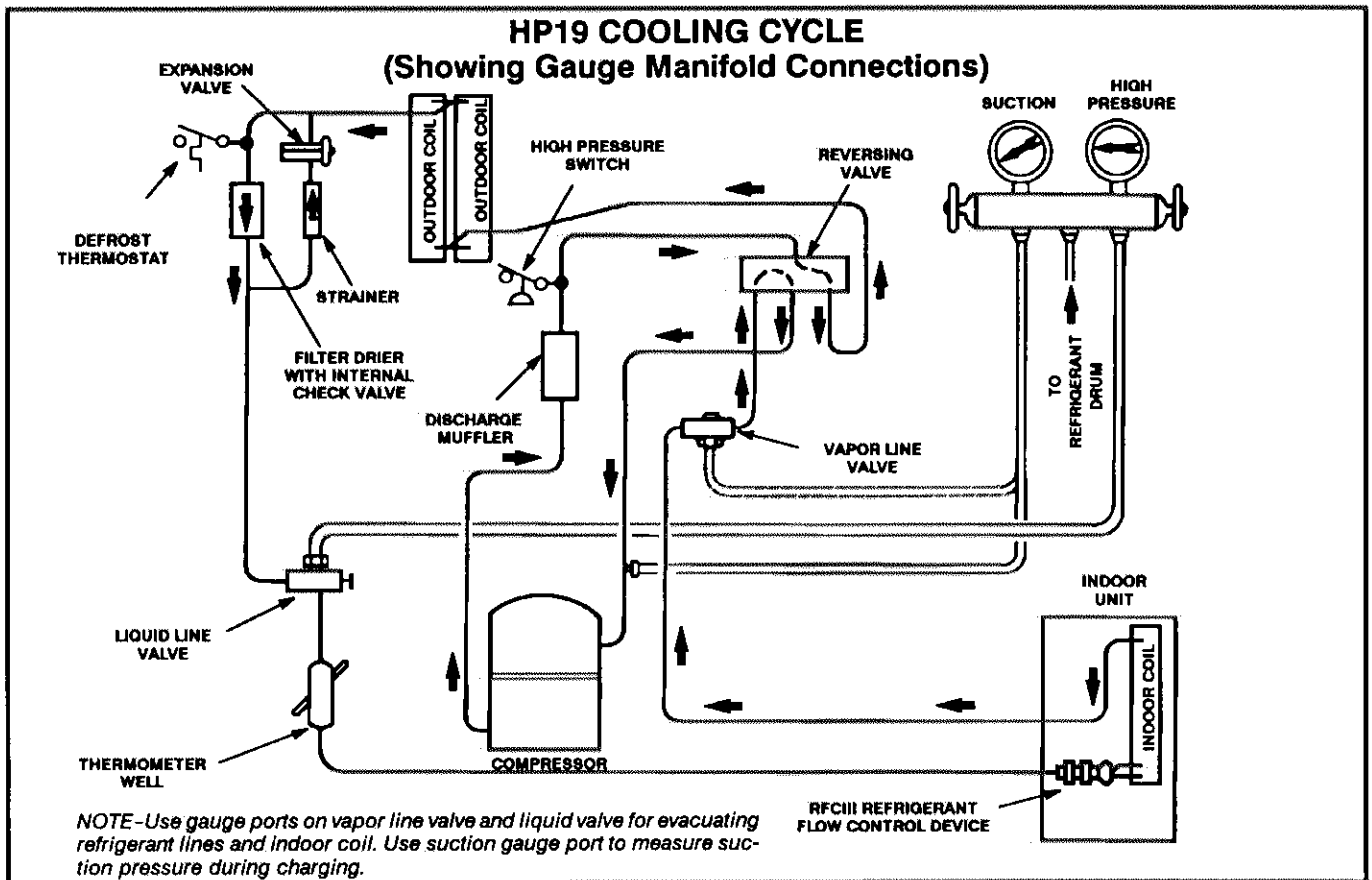 HP19 COOLING CYCLE
(Showing Gauge Manifold Connections)
EXPANSION
VALVE
DEFROST
THERMOSTAT
STRAINER
FILTER DRIER
WITH INTERNAL
CHECK VALVE
OUTDOOR COIL
OUTDOOR COIL
HIGH PRESSURE
SWITCH
DISCHARGE
MUFFLER
REVERSING
VALVE
SUCTION
HIGH
PRESSURE
TO
REFRIGERANT
DRUM
VAPOR LINE
VALVE
LIQUID LINE
VALVE
THERMOMETER
WELL
COMPRESSOR
INDOOR
UNIT
INDOOR COIL
RFCIII REFRIGERANT
FLOW CONTROL DEVICE
NOTE-Use gauge ports on vapor line valve and liquid valve for evacuating
refrigerant lines and indoor coil. Use suction gauge port to measure suc-
tion pressure during charging.